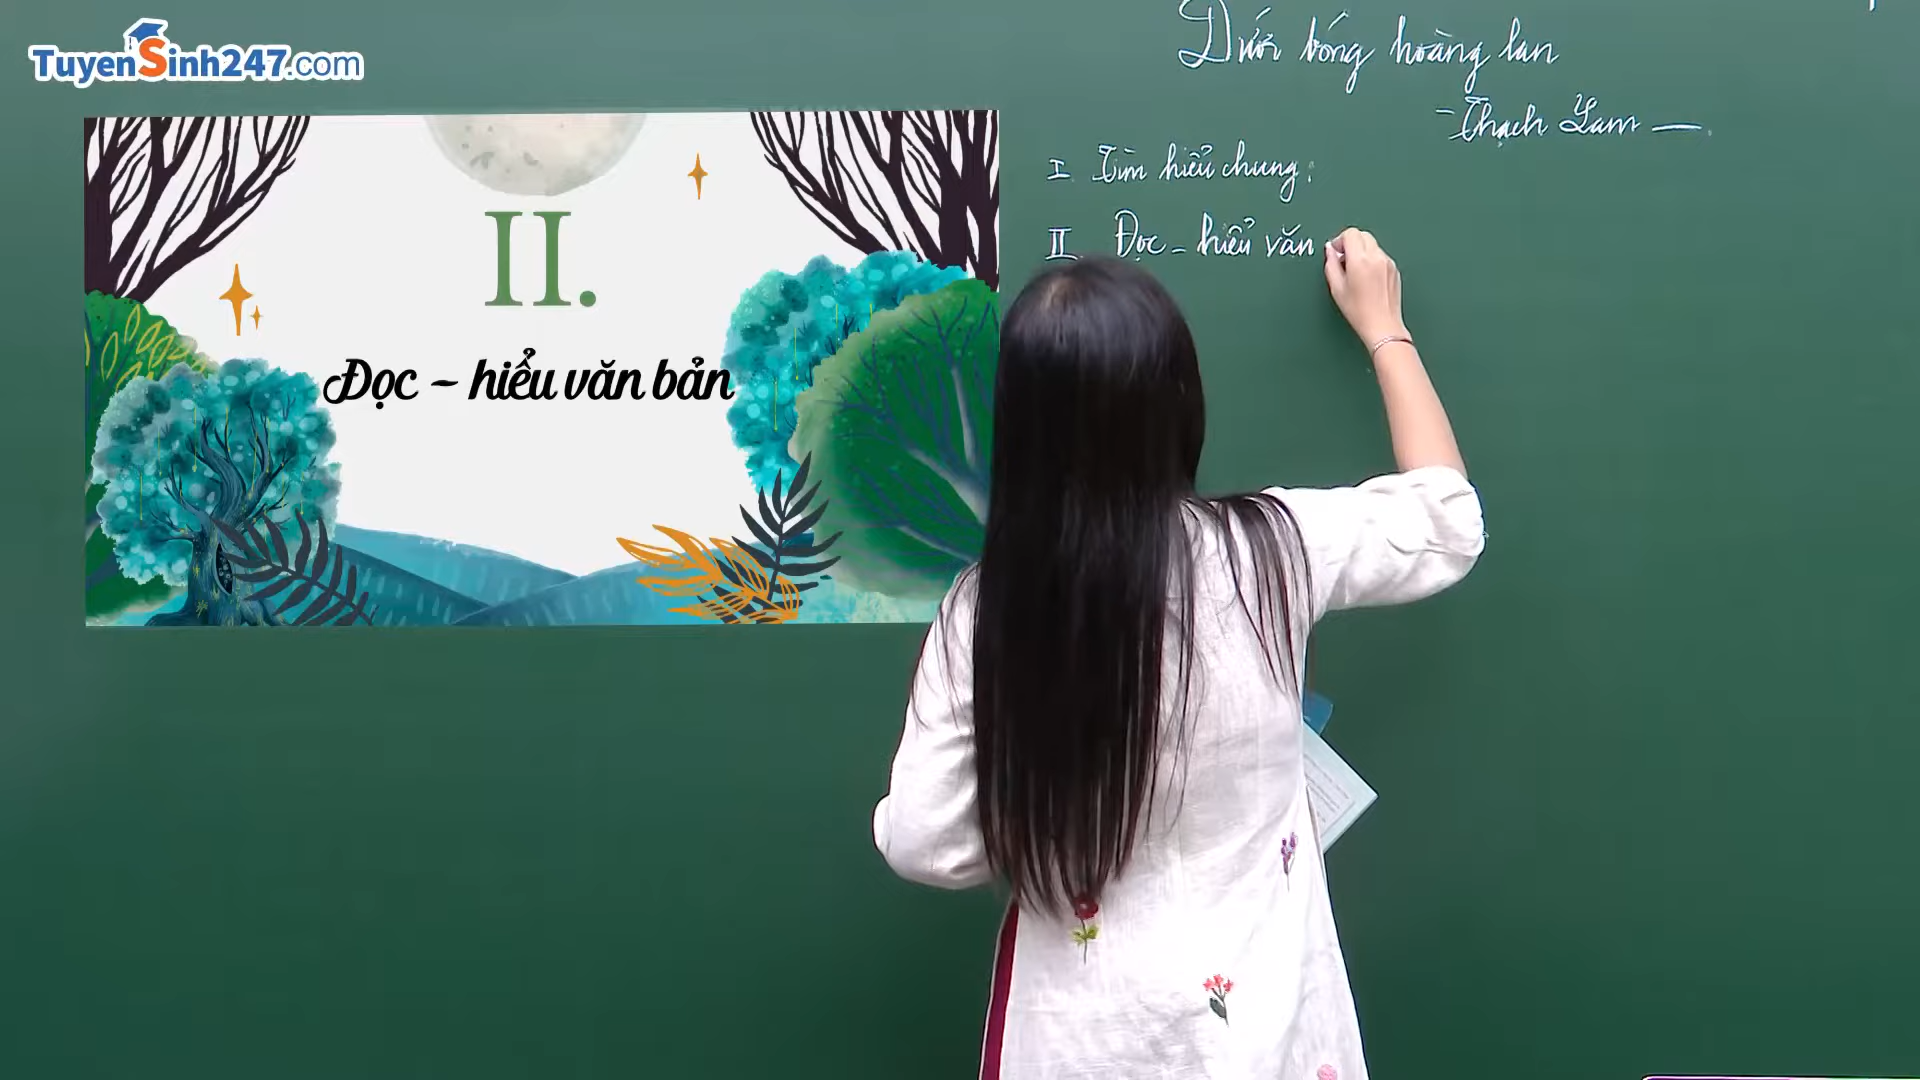 TuyenSinh247.com
II.
Đọc – hiểu văn bản
Dưới bóng hoàng lan
- Thạch Lam -
I. Tìm hiểu chung:
II. Đọc - hiểu văn